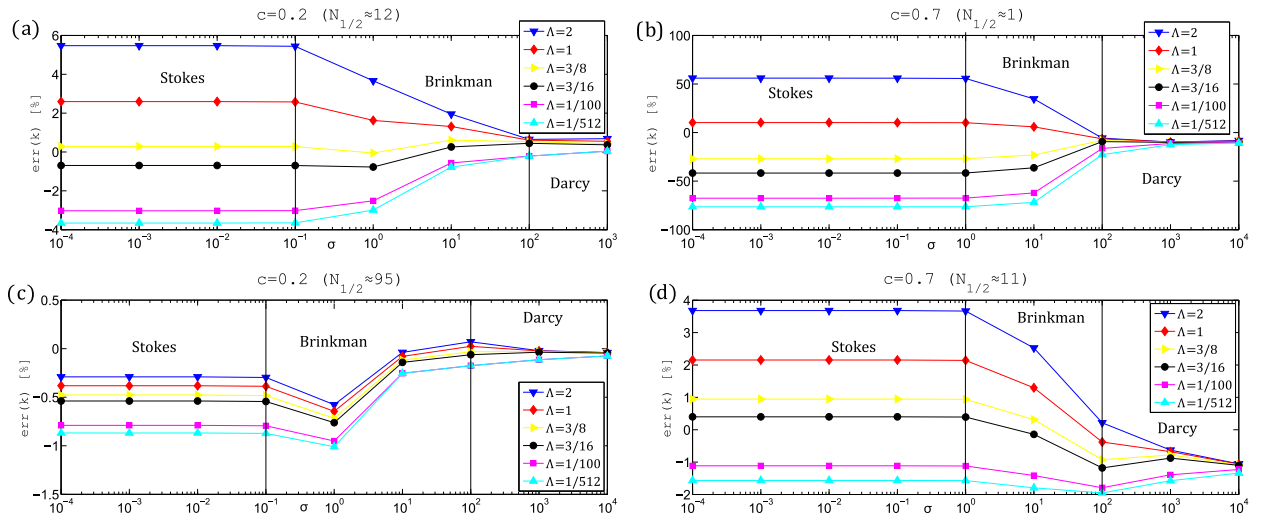 (a)
c=0.2 (N1/2≈12)
err(k) [%]
6
4
2
0
−2
−4
Stokes
Brinkman
Darcy
Λ=2
Λ=1
Λ=3/8
Λ=3/16
Λ=1/100
Λ=1/512
10−4 10−3 10−2 10−1 100 101 102 103
σ
(b)
c=0.7 (N1/2≈1)
err(k) [%]
100
50
0
−50
−100
Stokes
Brinkman
Darcy
Λ=2
Λ=1
Λ=3/8
Λ=3/16
Λ=1/100
Λ=1/512
10−4 10−3 10−2 10−1 100 101 102 103 104
σ
(c)
c=0.2 (N1/2≈95)
err(k) [%]
0.5
0
−0.5
−1
−1.5
Stokes
Brinkman
Darcy
Λ=2
Λ=1
Λ=3/8
Λ=3/16
Λ=1/100
Λ=1/512
10−4 10−3 10−2 10−1 100 101 102 103 104
σ
(d)
c=0.7 (N1/2≈11)
err(k) [%]
4
3
2
1
0
−1
−2
Stokes
Brinkman
Darcy
Λ=2
Λ=1
Λ=3/8
Λ=3/16
Λ=1/100
Λ=1/512
10−4 10−3 10−2 10−1 100 101 102 103 104
σ